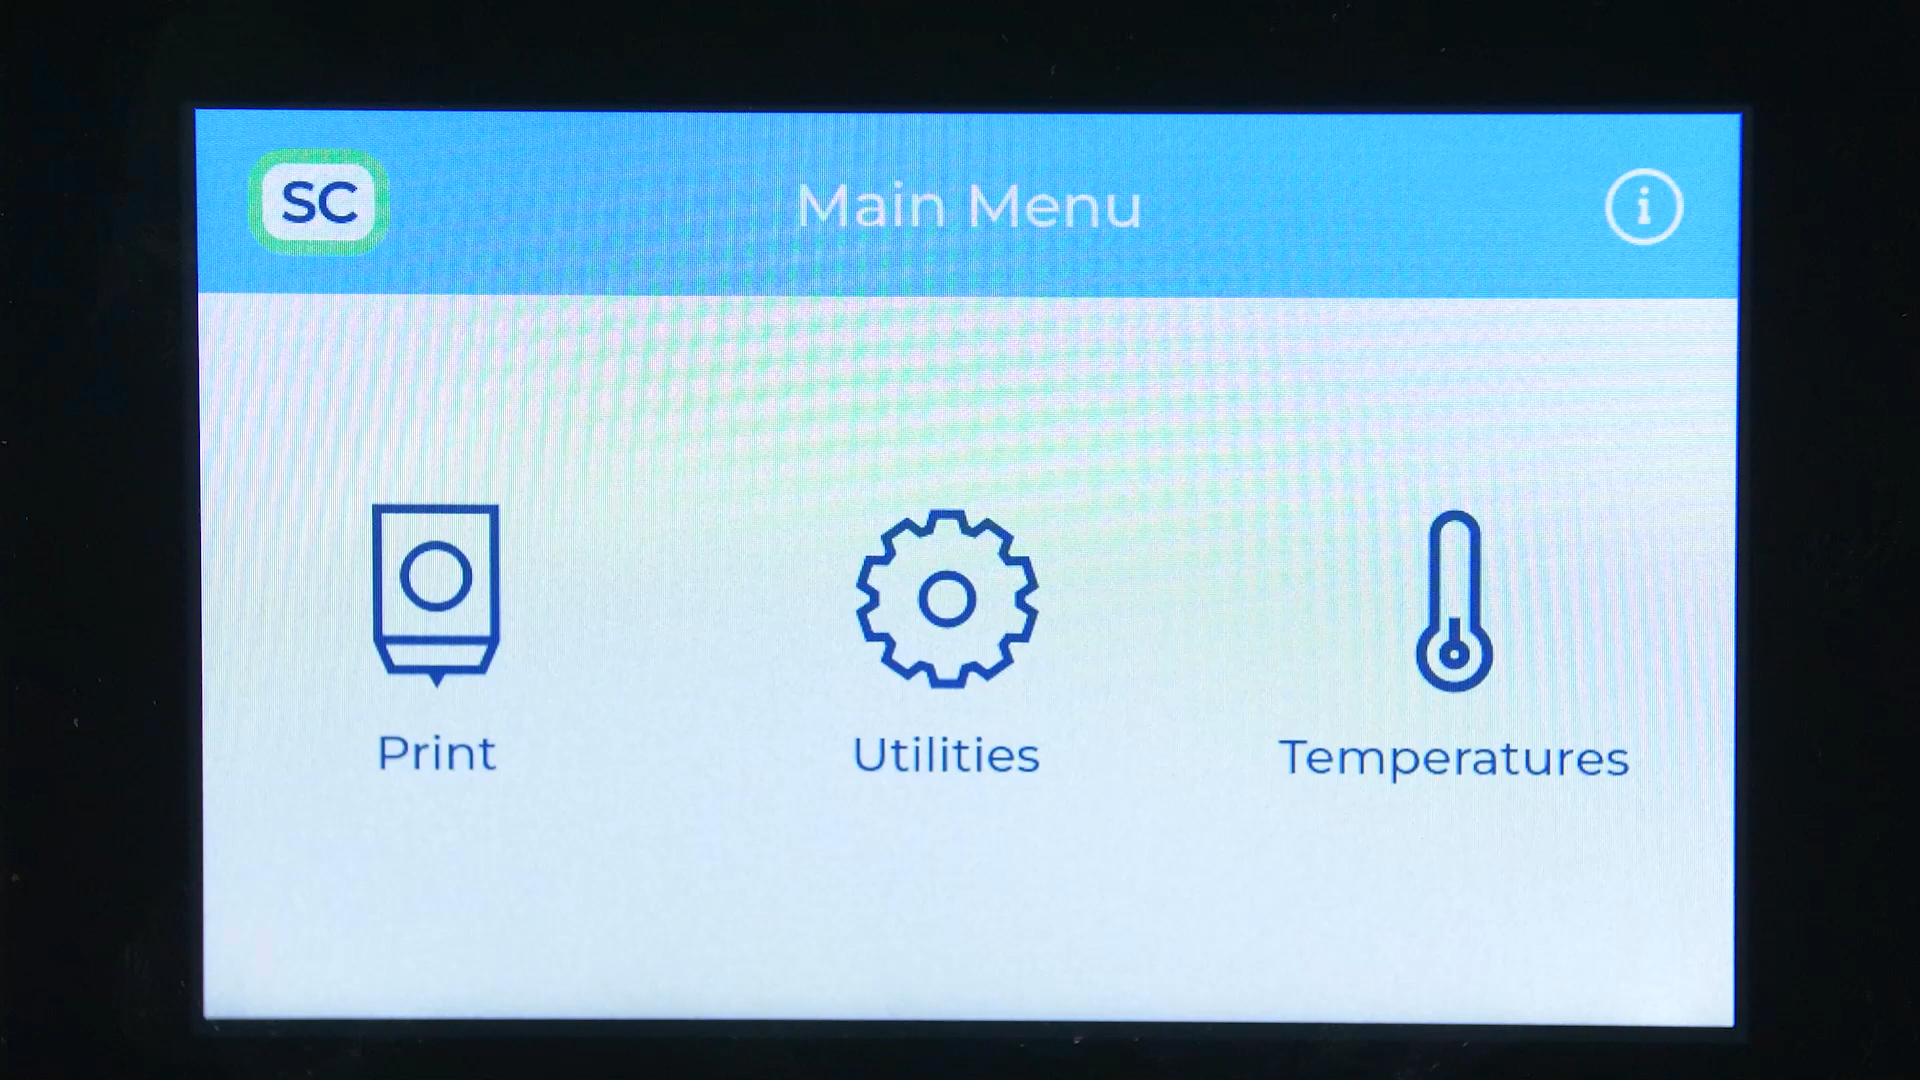 SC
Main Menu
i
Print
Utilities
Temperatures